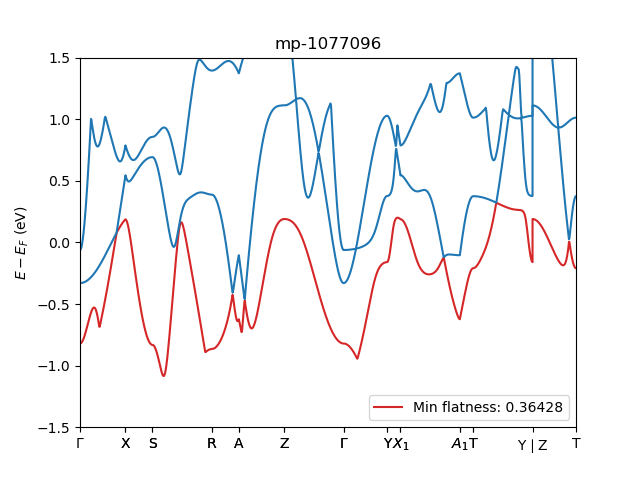 mp-1077096
E − E_F (eV)
1.5
1.0
0.5
0.0
−0.5
−1.0
−1.5
Min flatness: 0.36428
Γ X S R A Z Γ Y X₁ A₁ T Y | Z T